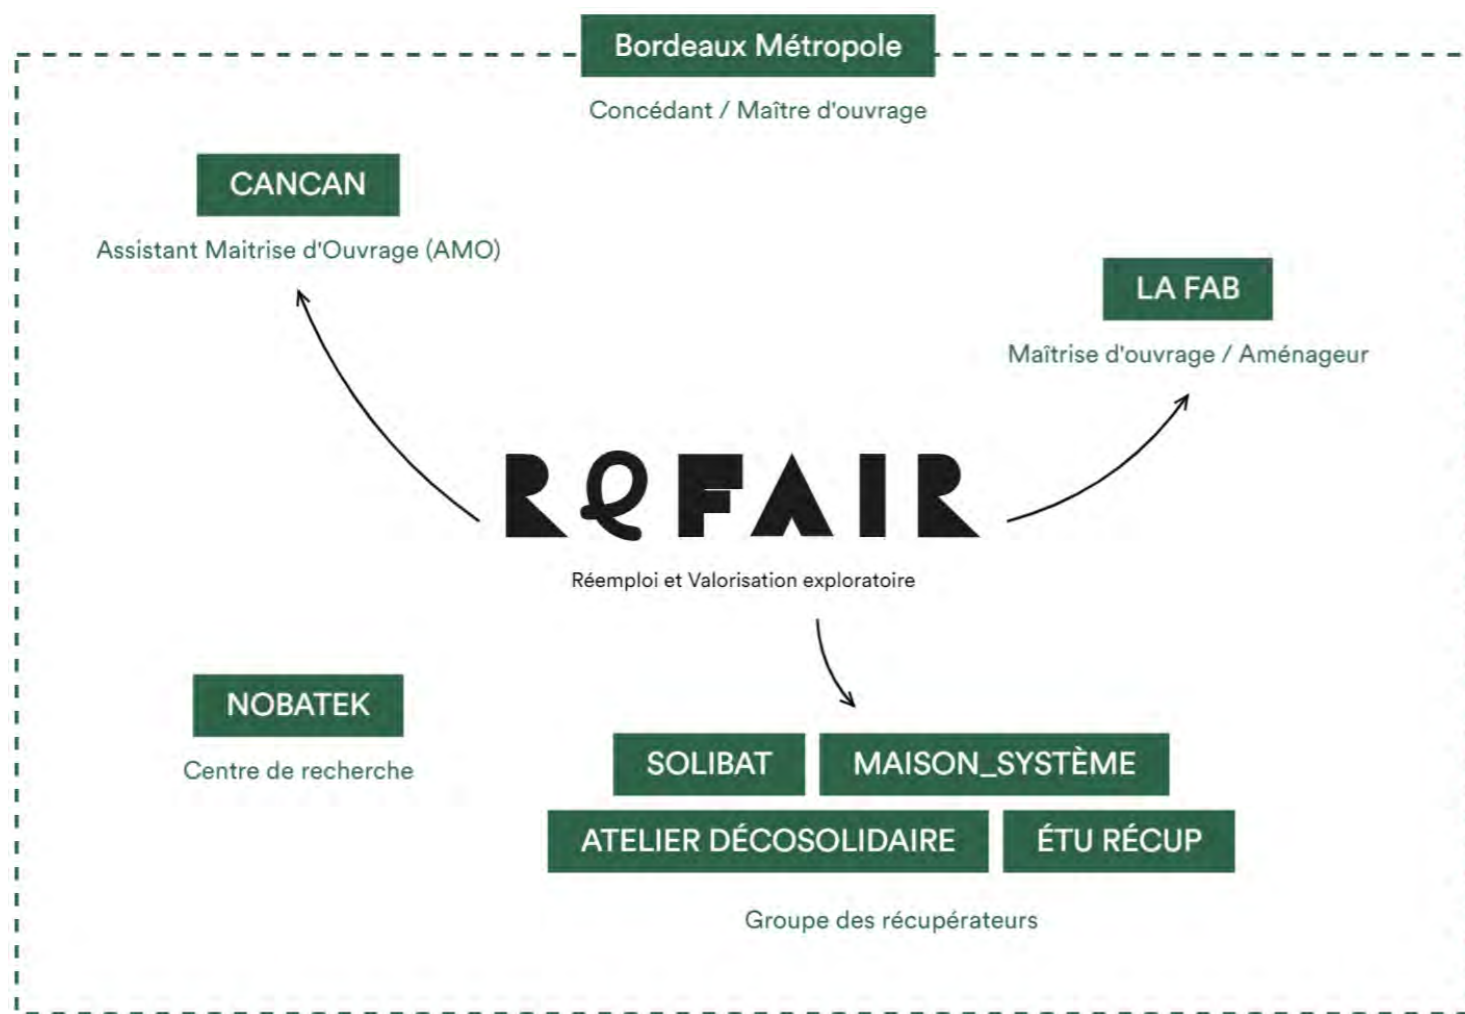 Bordeaux Métropole
Concédant / Maître d'ouvrage
CANCAN
Assistant Maitrise d'Ouvrage (AMO)
LA FAB
Maîtrise d'ouvrage / Aménageur
ReFAIR
Réemploi et Valorisation exploratoire
NOBATEK
Centre de recherche
SOLIBAT MAISON_SYSTÈME
ATELIER DÉCOSOLIDAIRE ÉTU RÉCUP
Groupe des récupérateurs